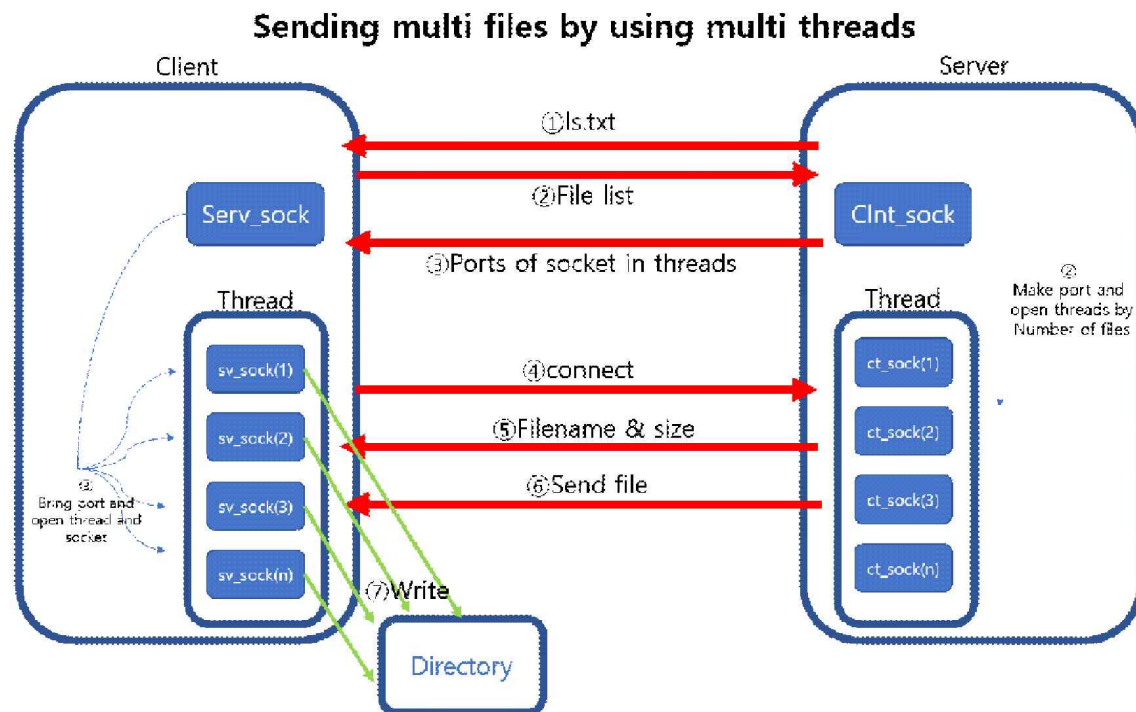 Sending multi files by using multi threads
Client
Server
①ls.txt
②File list
Serv_sock
Clnt_sock
③Ports of socket in threads
②
Make port and
open threads by
Number of files
Thread
Thread
sv_sock(1)
sv_sock(2)
sv_sock(3)
sv_sock(n)
④connect
⑤Filename & size
⑥Send file
ct_sock(1)
ct_sock(2)
ct_sock(3)
ct_sock(n)
③
Bring port and
open thread and
socket
⑦Write
Directory